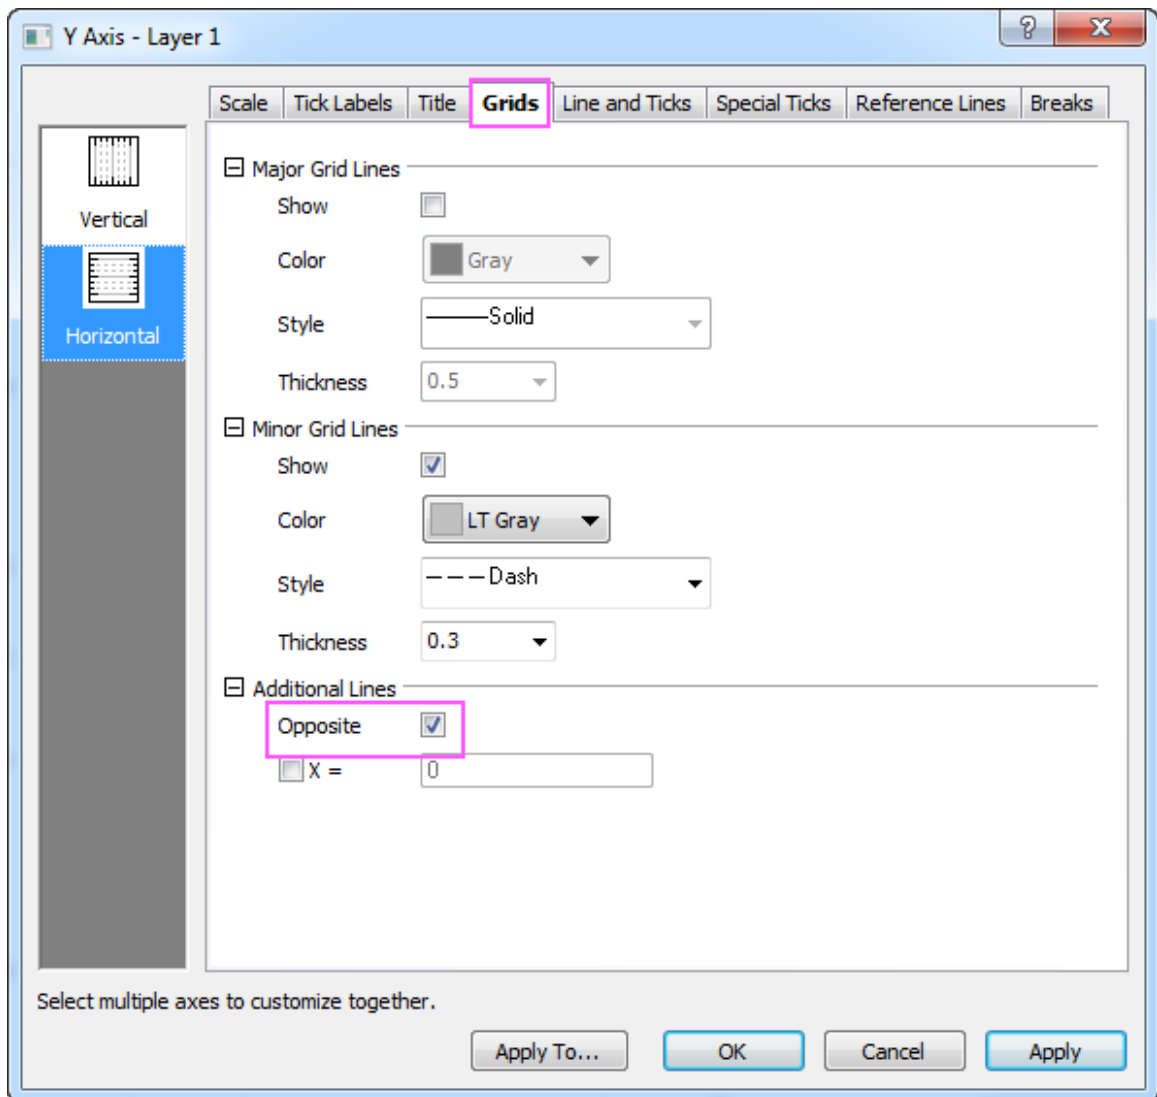 Y Axis - Layer 1
Scale Tick Labels Title Grids Line and Ticks Special Ticks Reference Lines Breaks
Vertical
Horizontal
Major Grid Lines
Show
Color Gray
Style Solid
Thickness 0.5
Minor Grid Lines
Show
Color LT Gray
Style Dash
Thickness 0.3
Additional Lines
Opposite
X = 0
Select multiple axes to customize together.
Apply To... OK Cancel Apply